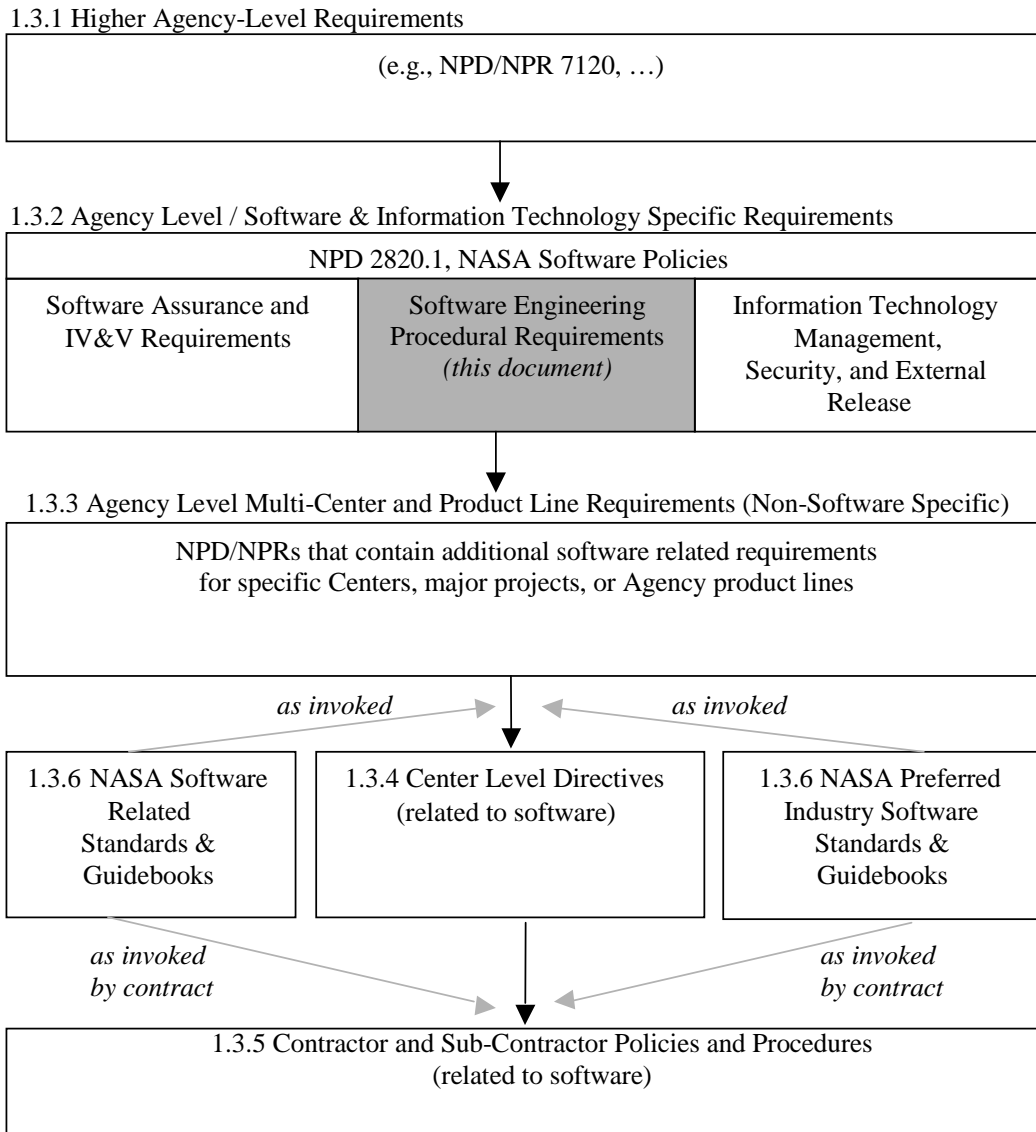 1.3.1 Higher Agency-Level Requirements
(e.g., NPD/NPR 7120, …)
1.3.2 Agency Level / Software & Information Technology Specific Requirements
NPD 2820.1, NASA Software Policies
Software Assurance and
IV&V Requirements
Software Engineering
Procedural Requirements
(this document)
Information Technology
Management,
Security, and External
Release
1.3.3 Agency Level Multi-Center and Product Line Requirements (Non-Software Specific)
NPD/NPRs that contain additional software related requirements
for specific Centers, major projects, or Agency product lines
as invoked
as invoked
1.3.6 NASA Software
Related
Standards &
Guidebooks
1.3.4 Center Level Directives
(related to software)
1.3.6 NASA Preferred
Industry Software
Standards &
Guidebooks
as invoked
by contract
as invoked
by contract
1.3.5 Contractor and Sub-Contractor Policies and Procedures
(related to software)